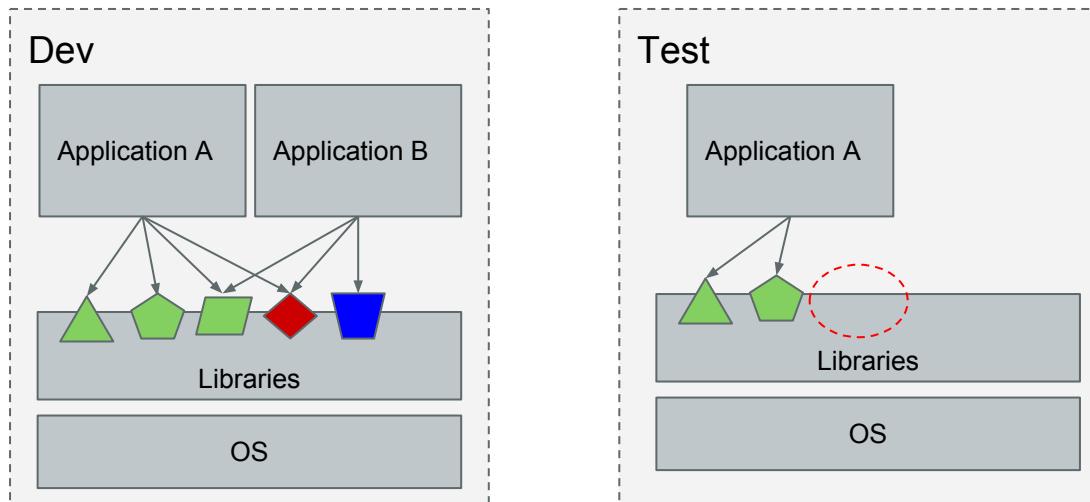 Dev
Application A
Application B
Libraries
OS
Test
Application A
Libraries
OS